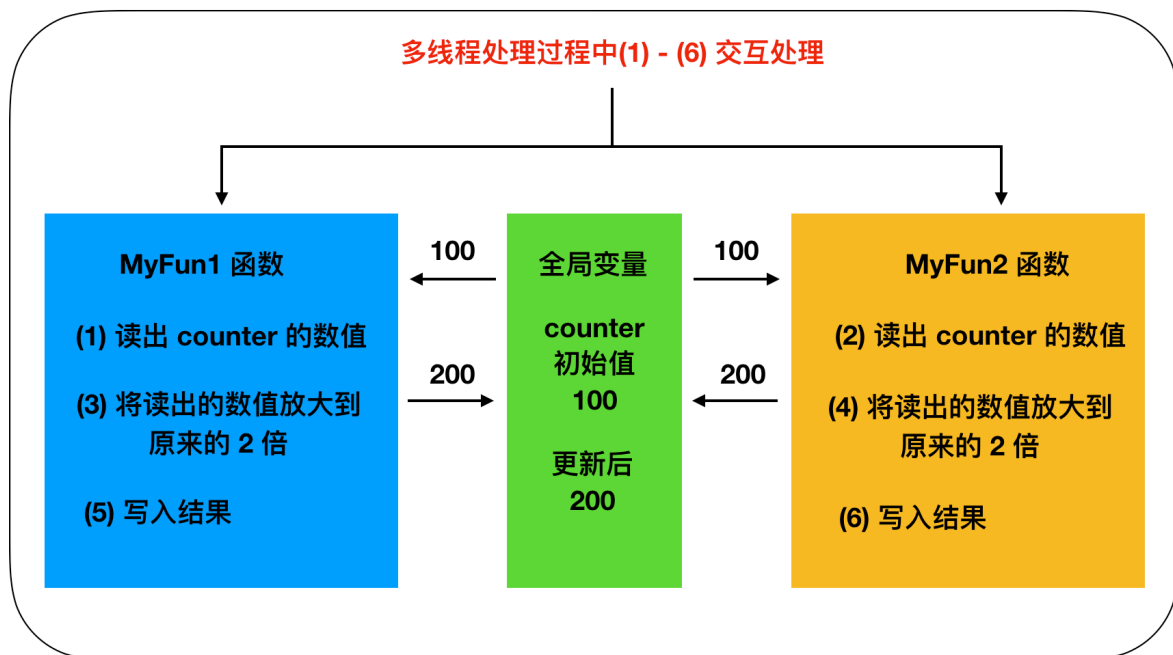 多线程处理过程中(1) - (6) 交互处理
MyFun1 函数
(1) 读出 counter 的数值
(3) 将读出的数值放大到
原来的 2 倍
(5) 写入结果
100
200
全局变量
counter
初始值
100
更新后
200
100
200
MyFun2 函数
(2) 读出 counter 的数值
(4) 将读出的数值放大到
原来的 2 倍
(6) 写入结果